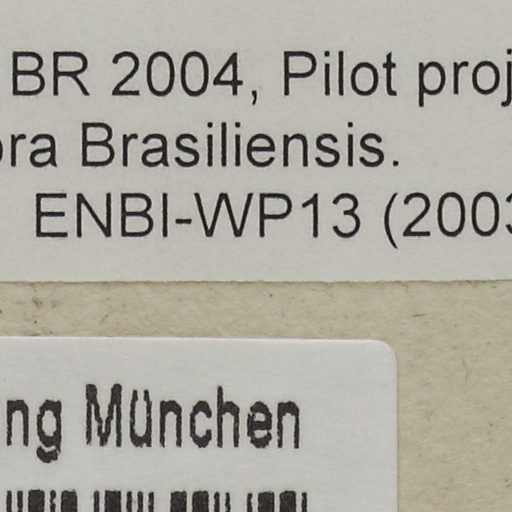 BR 2004, Pilot proj
ora Brasiliensis.
ENBI-WP13 (2003
ng München